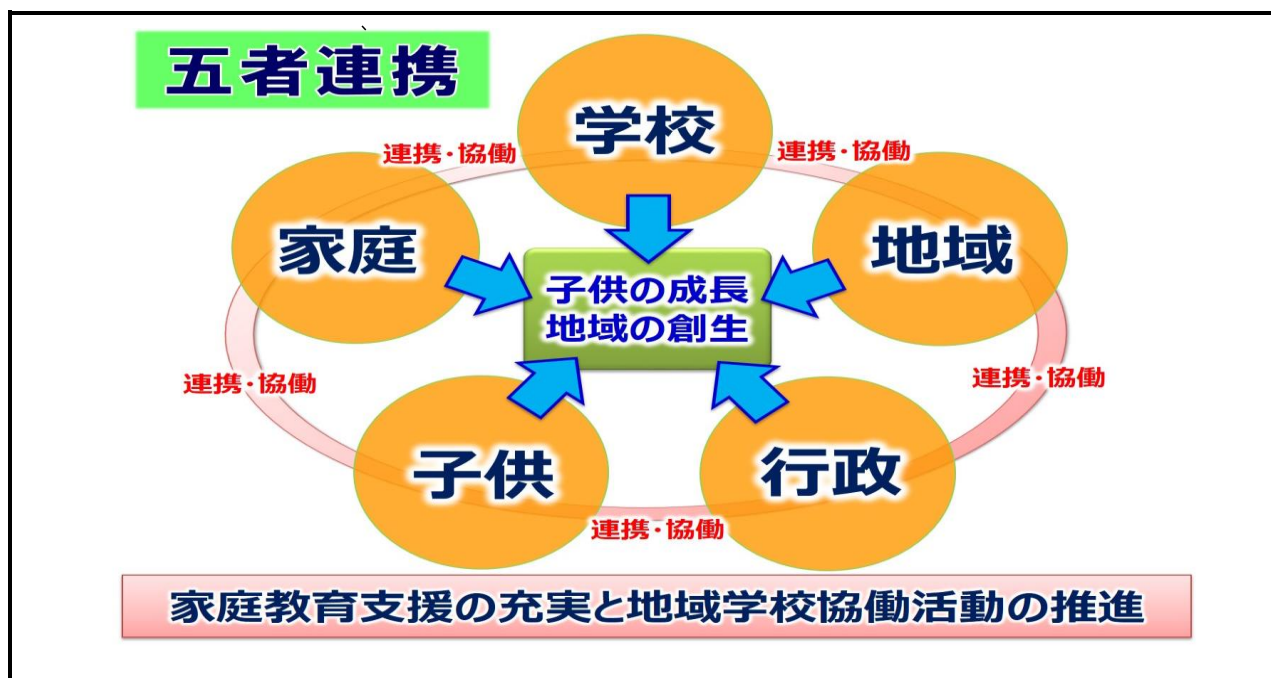 、
五者連携
学校
連携・協働
連携・協働
家庭
地域
子供の成長
地域の創生
連携・協働
連携・協働
子供
行政
連携・協働
家庭教育支援の充実と地域学校協働活動の推進